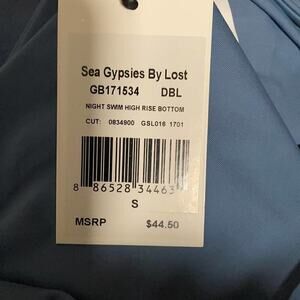 Sea Gypsies By Lost
GB171534 DBL
NIGHT SWIM HIGH RISE BOTTOM
CUT: 0834900 GSL016 1701
8 86528 34463
S
MSRP $44.50